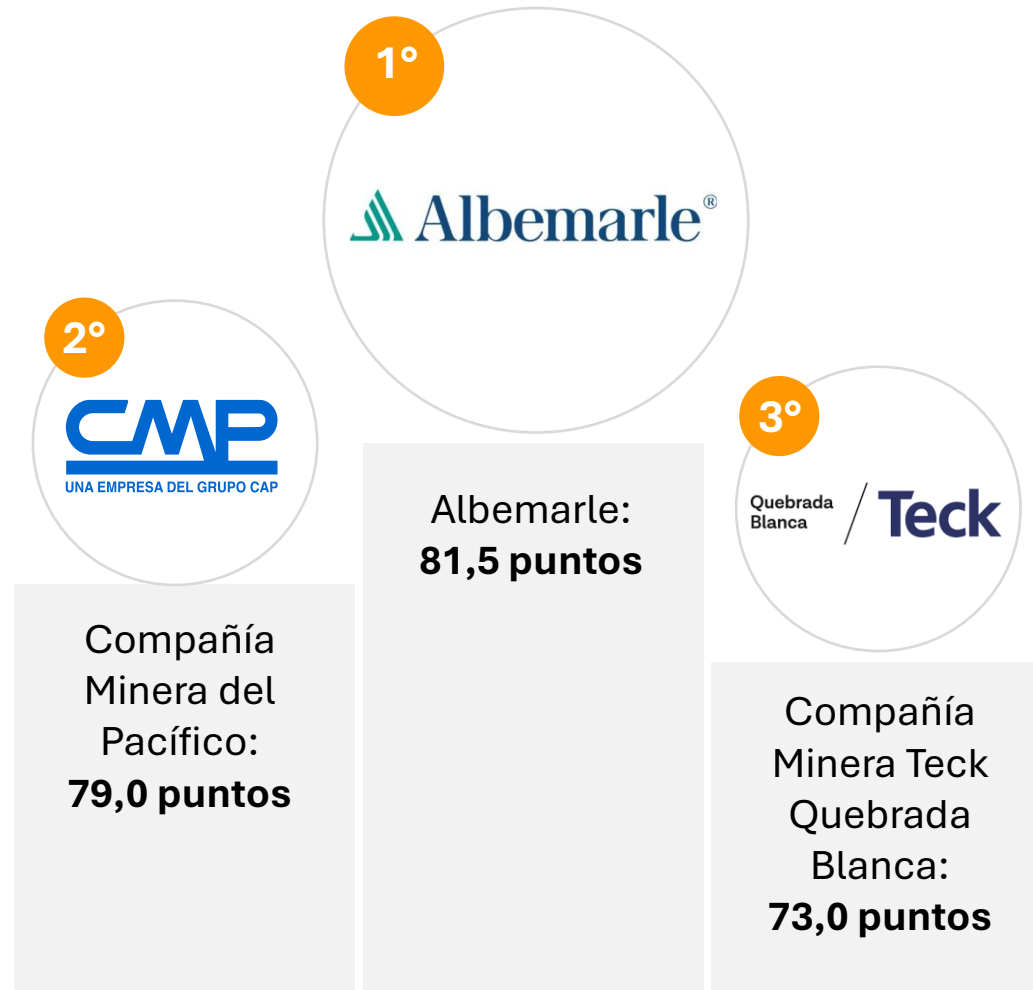 1°
Albemarle®
Albemarle:
81,5 puntos
2°
CMP
UNA EMPRESA DEL GRUPO CAP
Compañía
Minera del
Pacífico:
79,0 puntos
3°
Quebrada
Blanca / Teck
Compañía
Minera Teck
Quebrada
Blanca:
73,0 puntos